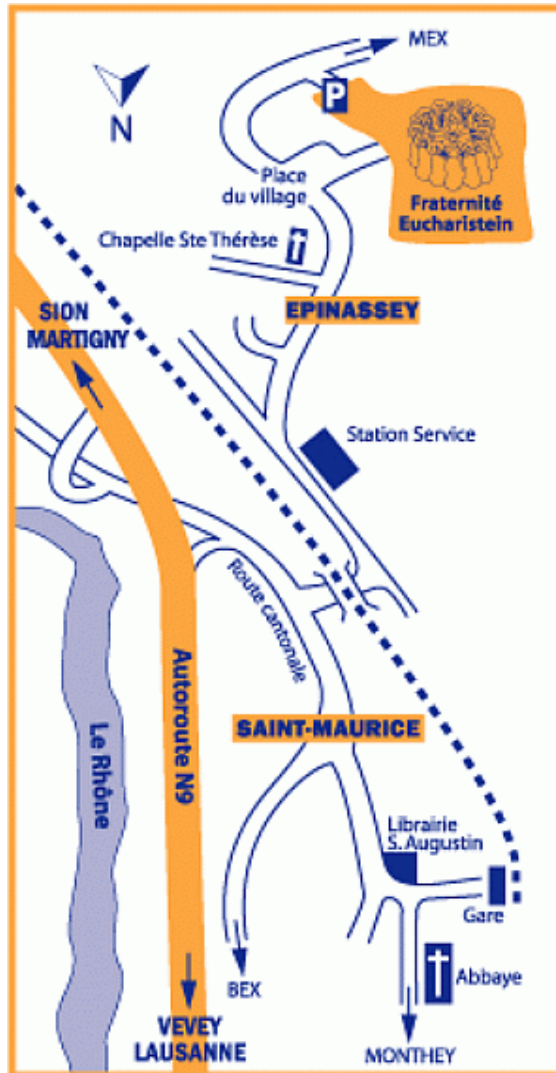 MEX
N
P
Place
du village
Fraternité
Eucharistein
Chapelle Ste Thérèse
EPINASSEY
SION
MARTIGNY
Station Service
Route cantonale
Autoroute N9
Le Rhône
SAINT-MAURICE
Librairie
S. Augustin
Gare
Abbaye
BEX
VEVEY
LAUSANNE
MONTHEY